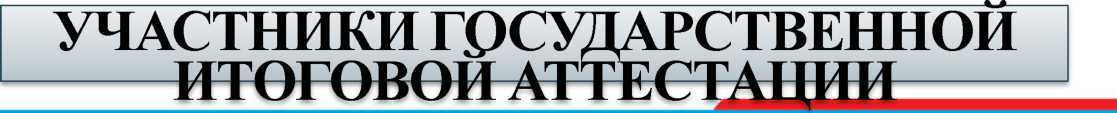 УЧАСТНИКИ ГОСУДАРСТВЕННОЙ
ИТОГОВОЙ АТТЕСТАЦИИ